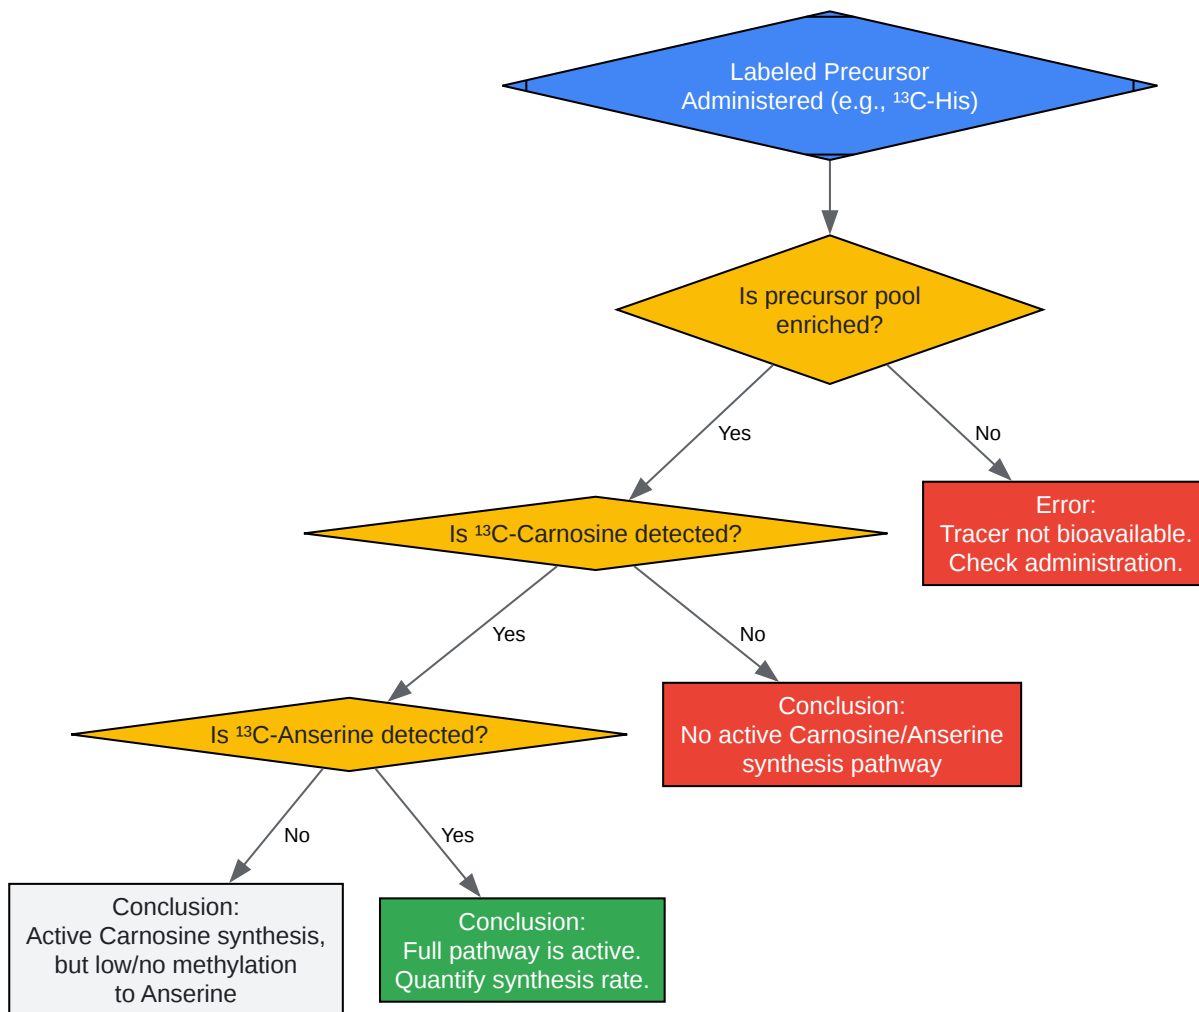 Labeled Precursor
Administered (e.g., ¹³C-His)
Is precursor pool
enriched?
Yes
No
Error:
Tracer not bioavailable.
Check administration.
Is ¹³C-Carnosine detected?
Yes
No
Conclusion:
No active Carnosine/Anserine
synthesis pathway
Is ¹³C-Anserine detected?
No
Yes
Conclusion:
Active Carnosine synthesis,
but low/no methylation
to Anserine
Conclusion:
Full pathway is active.
Quantify synthesis rate.